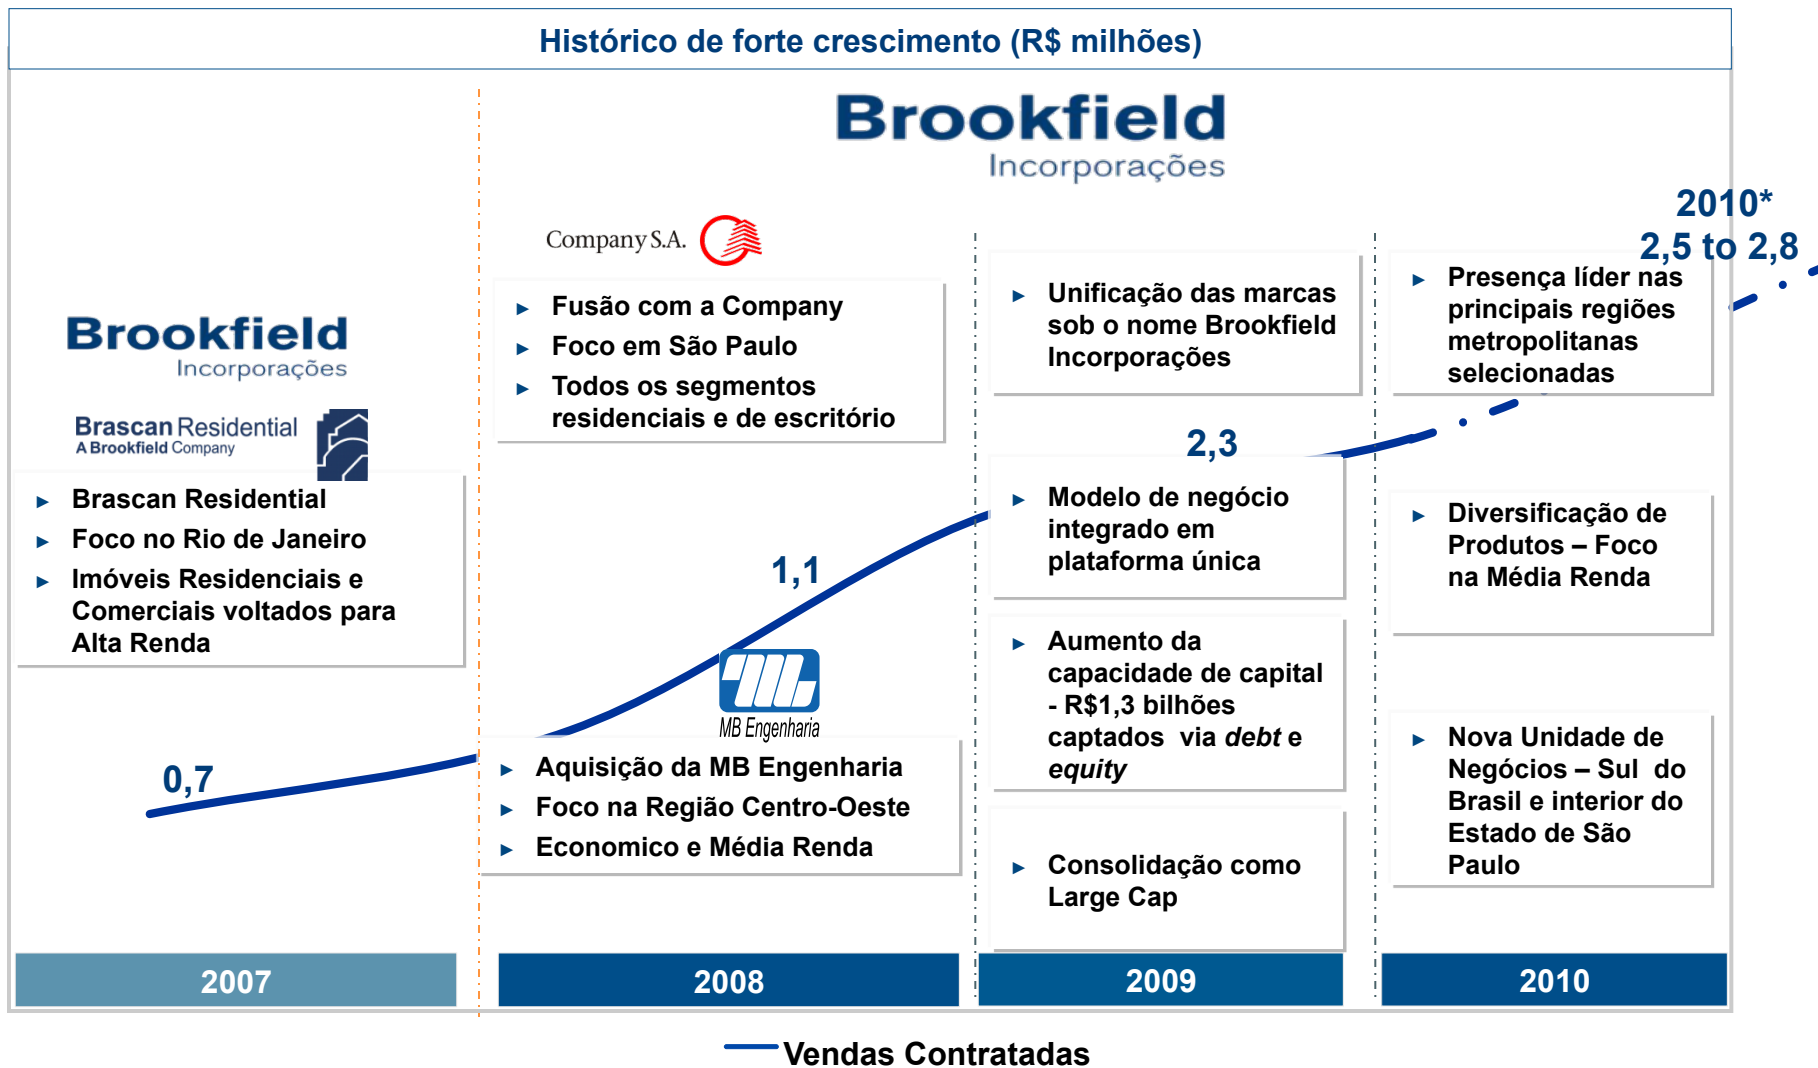 Histórico de forte crescimento (R$ milhões)
Brookfield
Incorporações
2010*
2,5 to 2,8
Brookfield
Incorporações
Brascan Residential
A Brookfield Company
► Brascan Residential
► Foco no Rio de Janeiro
► Imóveis Residenciais e
Comerciais voltados para
Alta Renda
0,7
Company S.A.
► Fusão com a Company
► Foco em São Paulo
► Todos os segmentos
residenciais e de escritório
1,1
MB Engenharia
► Aquisição da MB Engenharia
► Foco na Região Centro-Oeste
► Economico e Média Renda
► Unificação das marcas
sob o nome Brookfield
Incorporações
2,3
► Modelo de negócio
integrado em
plataforma única
► Aumento da
capacidade de capital
- R$1,3 bilhões
captados via debt e
equity
► Consolidação como
Large Cap
► Presença líder nas
principais regiões
metropolitanas
selecionadas
► Diversificação de
Produtos – Foco
na Média Renda
► Nova Unidade de
Negócios – Sul do
Brasil e interior do
Estado de São
Paulo
2007
2008
2009
2010
Vendas Contratadas